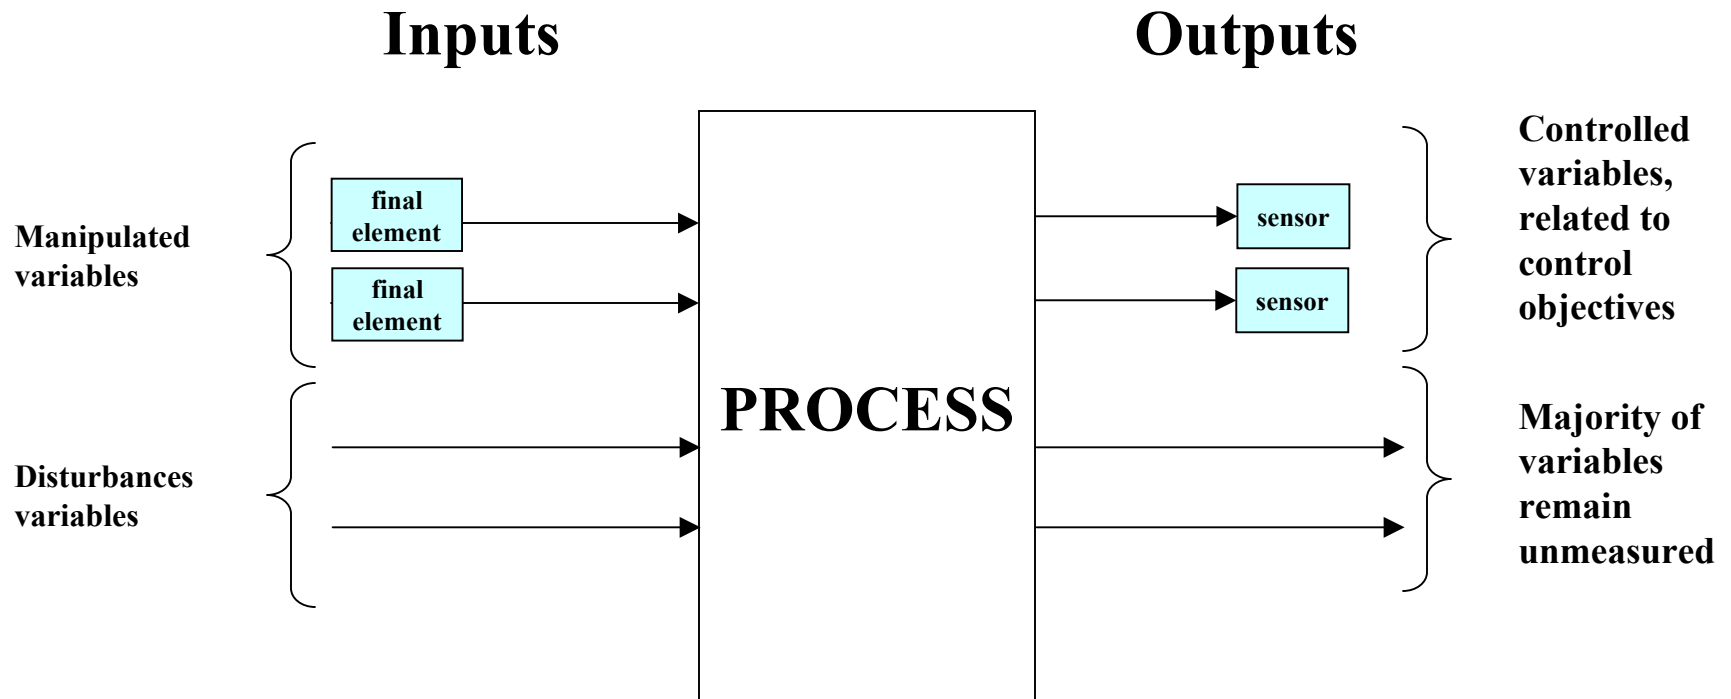 Inputs
Outputs
Manipulated
variables
final
element
final
element
Disturbances
variables
PROCESS
sensor
sensor
Controlled
variables,
related to
control
objectives
Majority of
variables
remain
unmeasured